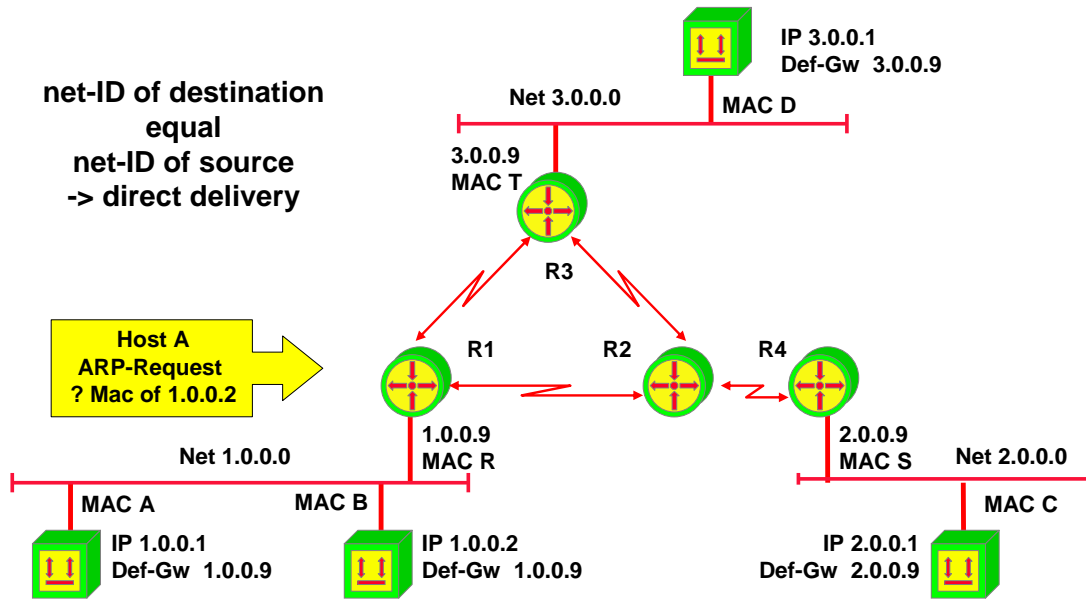 net-ID of destination
equal
net-ID of source
-> direct delivery
IP 3.0.0.1
Def-Gw 3.0.0.9
Net 3.0.0.0
MAC D
3.0.0.9
MAC T
R3
Host A
ARP-Request
? Mac of 1.0.0.2
R1
R2
R4
1.0.0.9
MAC R
2.0.0.9
MAC S
Net 1.0.0.0
Net 2.0.0.0
MAC A
MAC B
MAC C
IP 1.0.0.1
Def-Gw 1.0.0.9
IP 1.0.0.2
Def-Gw 1.0.0.9
IP 2.0.0.1
Def-Gw 2.0.0.9